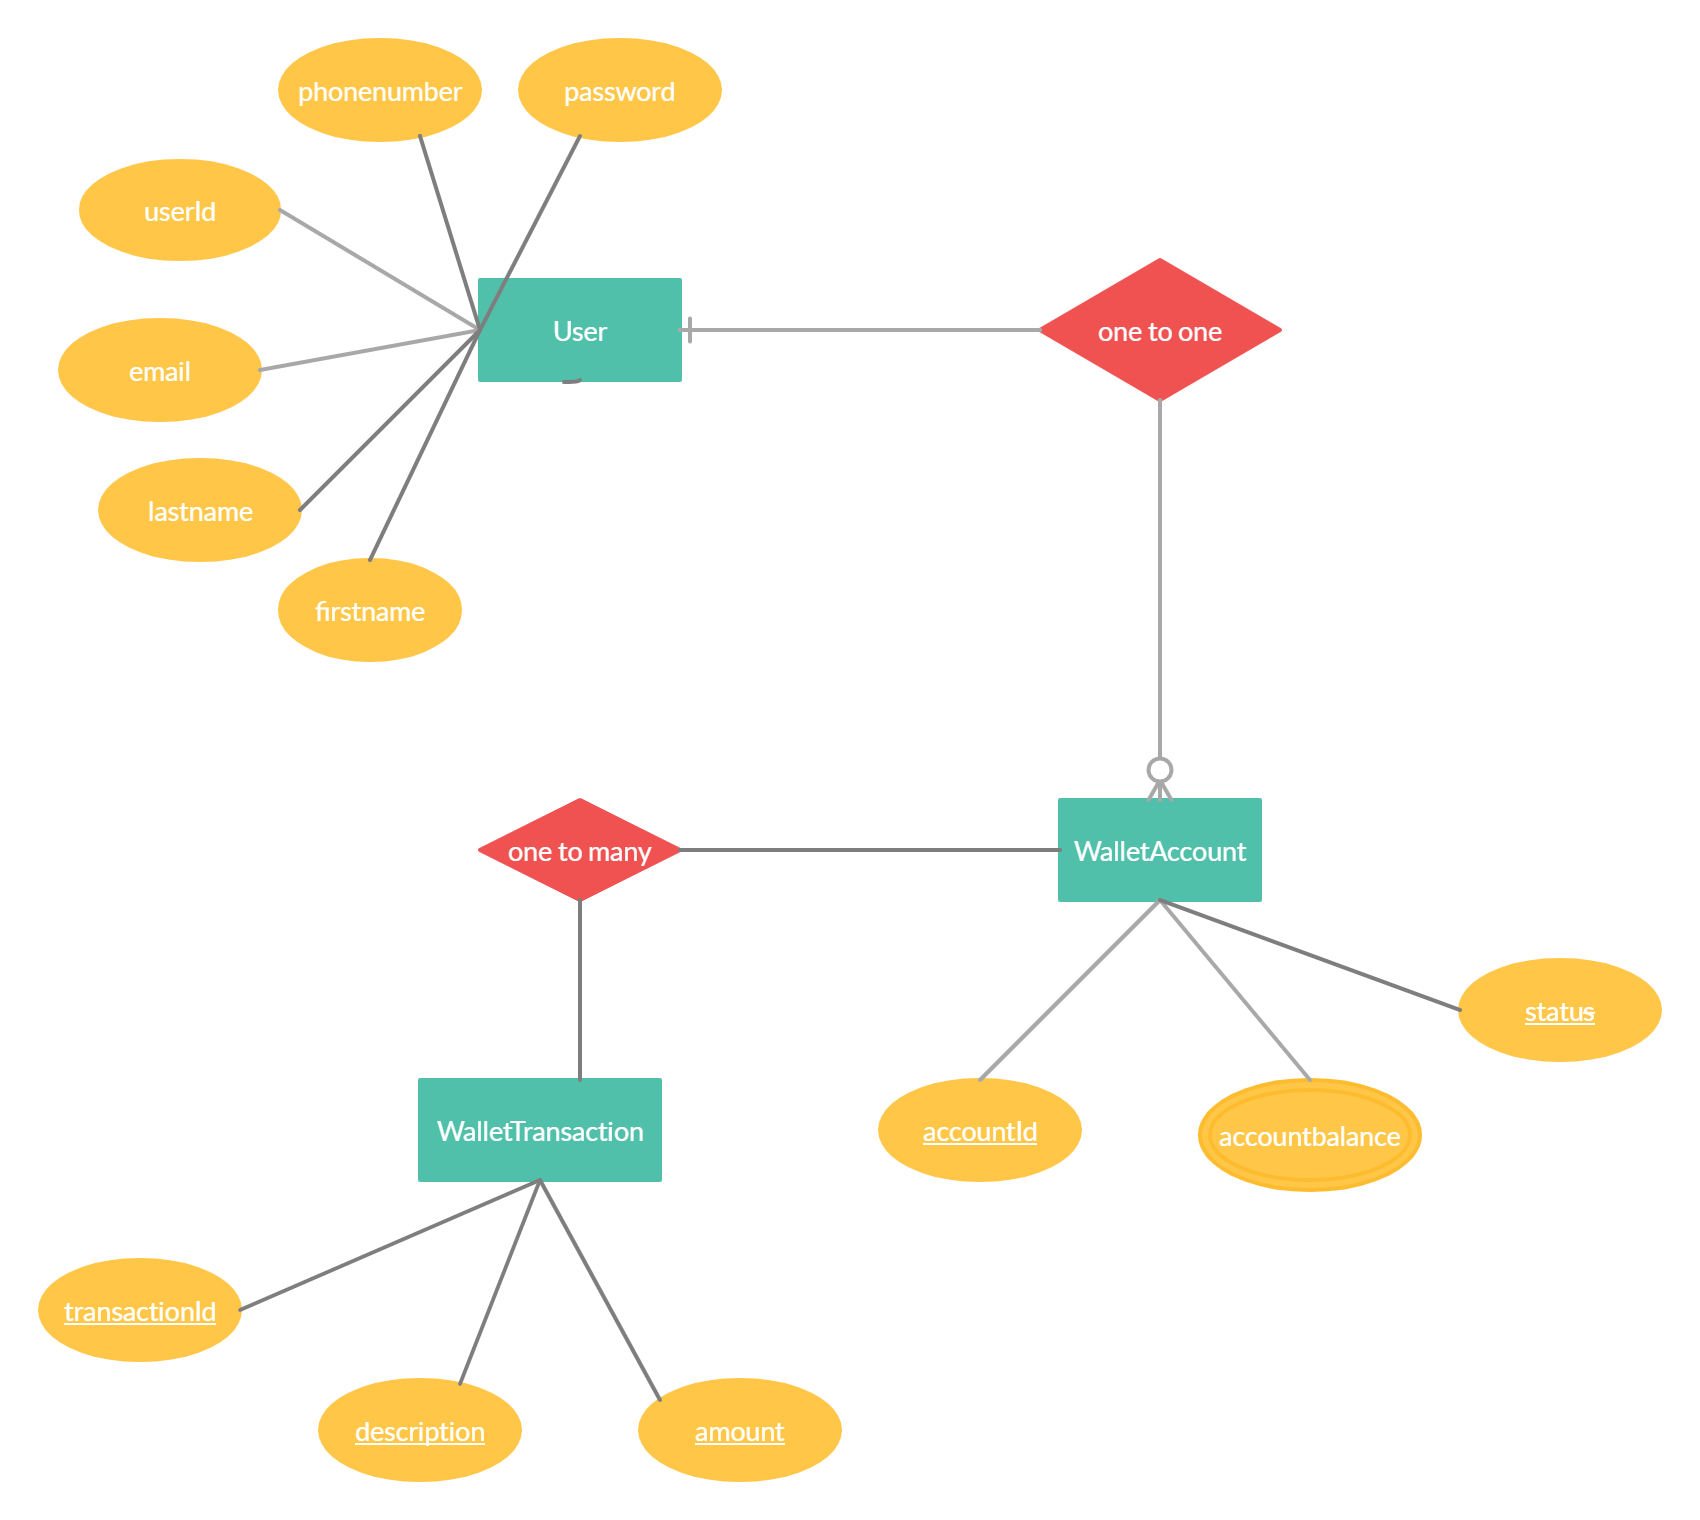 phonenumber
password
userId
User
one to one
email
lastname
firstname
one to many
WalletAccount
status
WalletTransaction
accountId
accountbalance
transactionId
description
amount